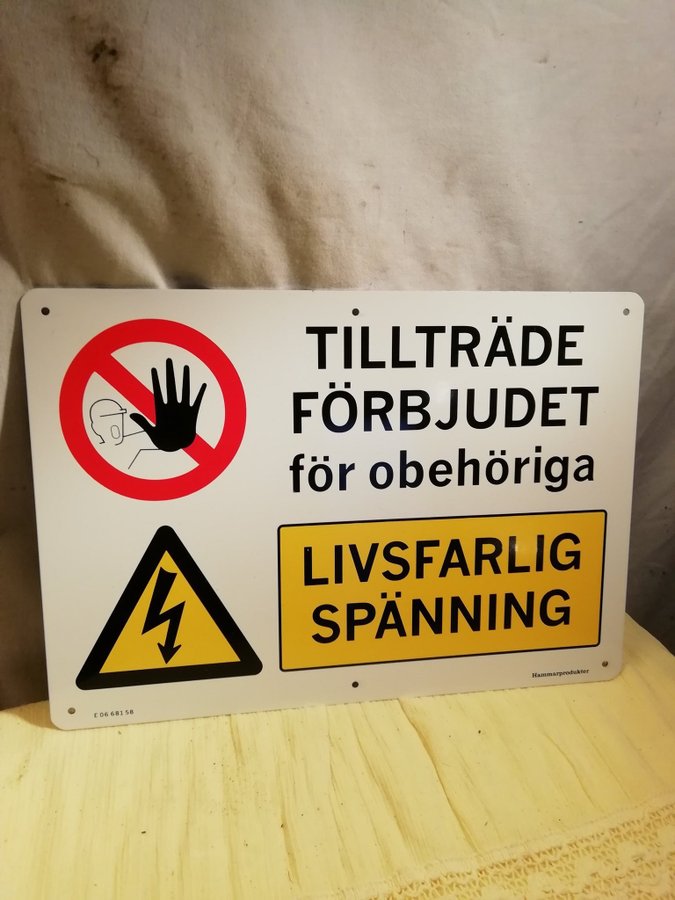 TILLTRÄDE
FÖRBJUDET
för obehöriga
LIVSFARLIG
SPÄNNING
Hammarprodukter
E 06 681 58